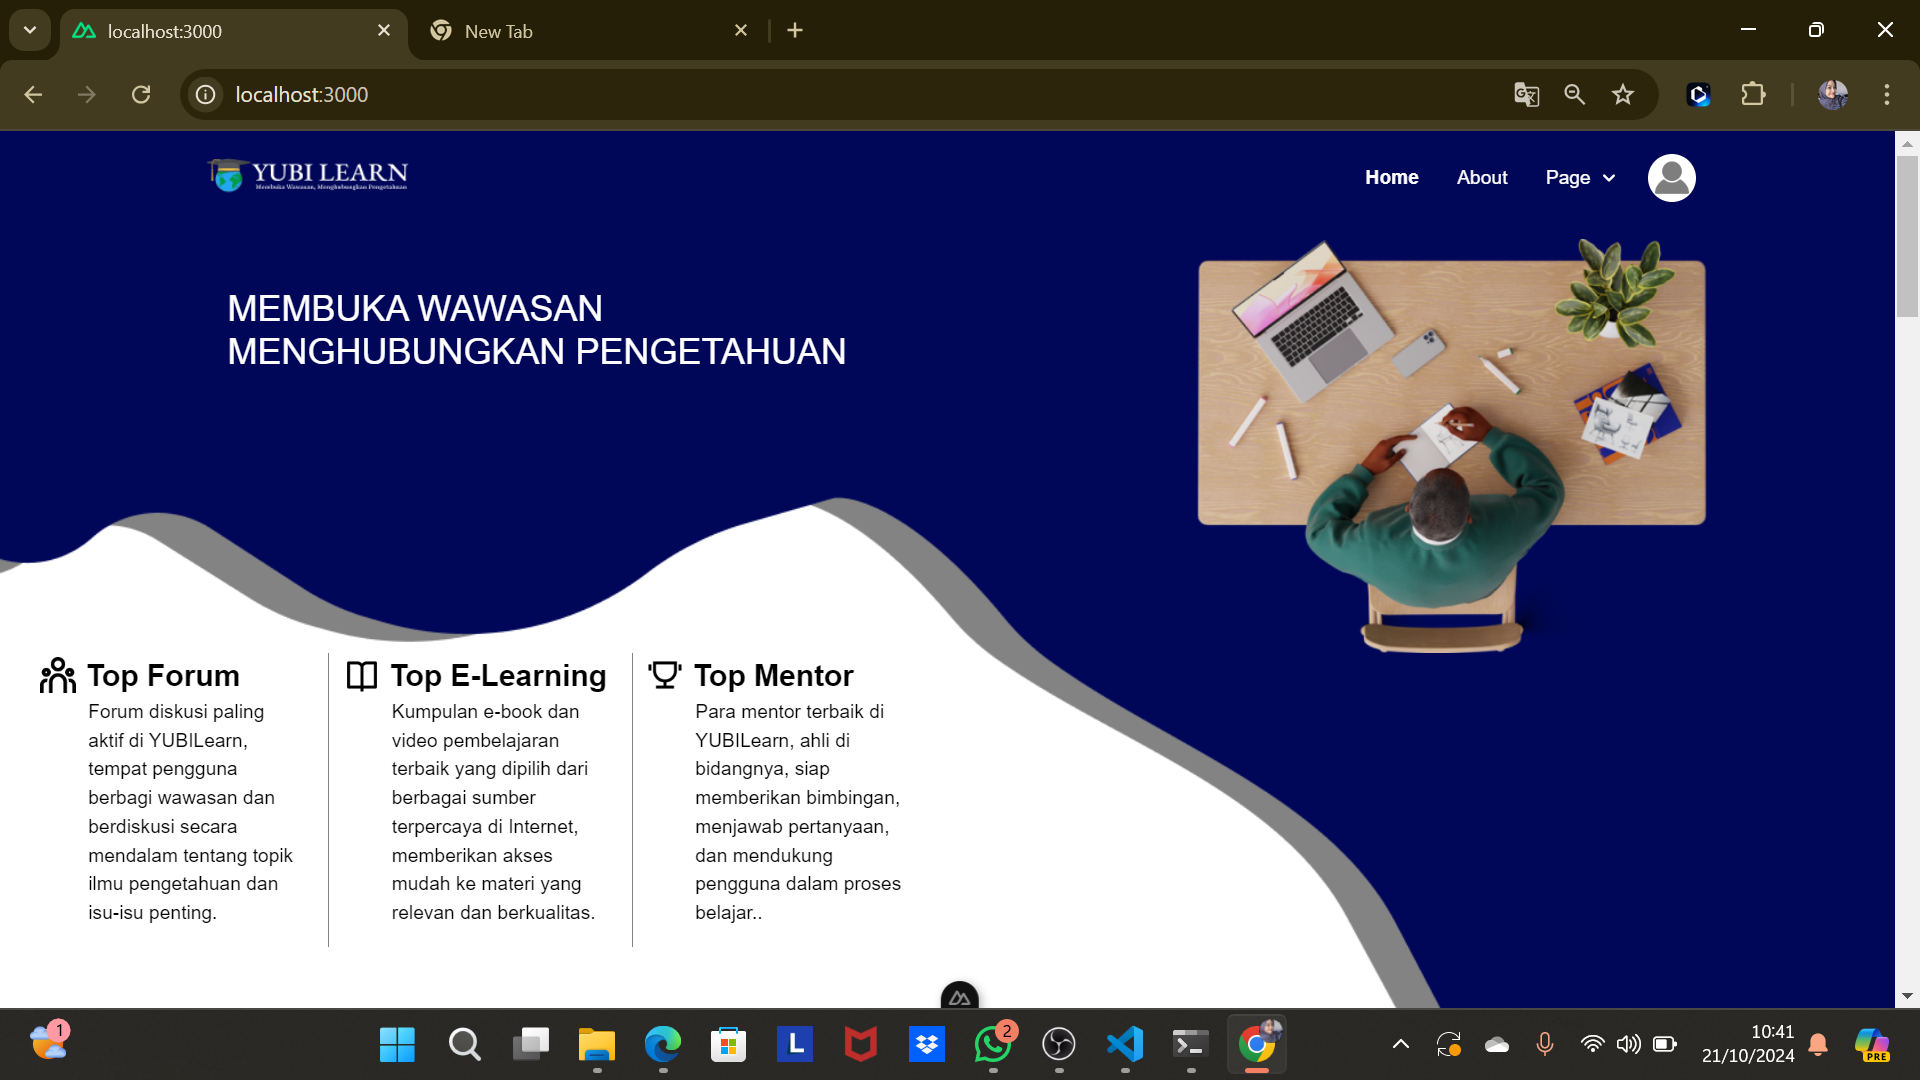 localhost:3000
New Tab
localhost:3000
YUBI LEARN
Membuka Wawasan, Menghubungkan Pengetahuan
Home
About
Page
MEMBUKA WAWASAN
MENGHUBUNGKAN PENGETAHUAN
Top Forum
Forum diskusi paling
aktif di YUBILearn,
tempat pengguna
berbagi wawasan dan
berdiskusi secara
mendalam tentang topik
ilmu pengetahuan dan
isu-isu penting.
Top E-Learning
Kumpulan e-book dan
video pembelajaran
terbaik yang dipilih dari
berbagai sumber
terpercaya di Internet,
memberikan akses
mudah ke materi yang
relevan dan berkualitas.
Top Mentor
Para mentor terbaik di
YUBILearn, ahli di
bidangnya, siap
memberikan bimbingan,
menjawab pertanyaan,
dan mendukung
pengguna dalam proses
belajar..
1
L
2
10:41
21/10/2024
PRE